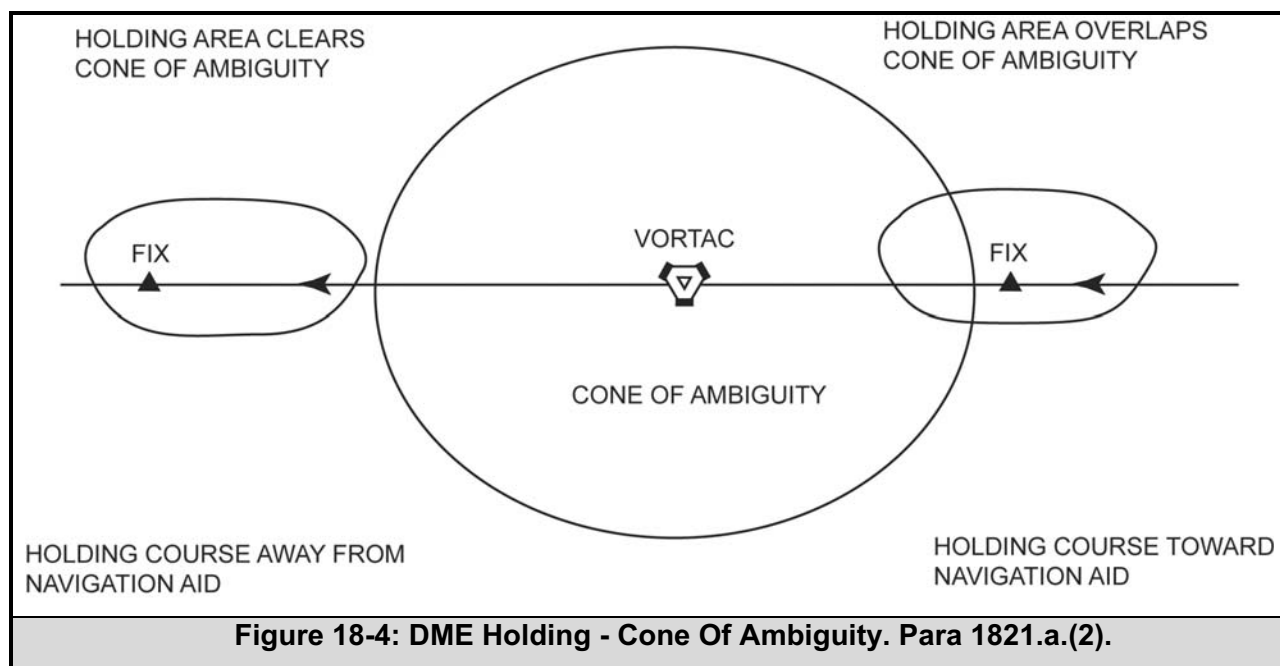 HOLDING AREA CLEARS
CONE OF AMBIGUITY
HOLDING AREA OVERLAPS
CONE OF AMBIGUITY
FIX
VORTAC
FIX
CONE OF AMBIGUITY
HOLDING COURSE AWAY FROM
NAVIGATION AID
HOLDING COURSE TOWARD
NAVIGATION AID
Figure 18-4: DME Holding - Cone Of Ambiguity. Para 1821.a.(2).